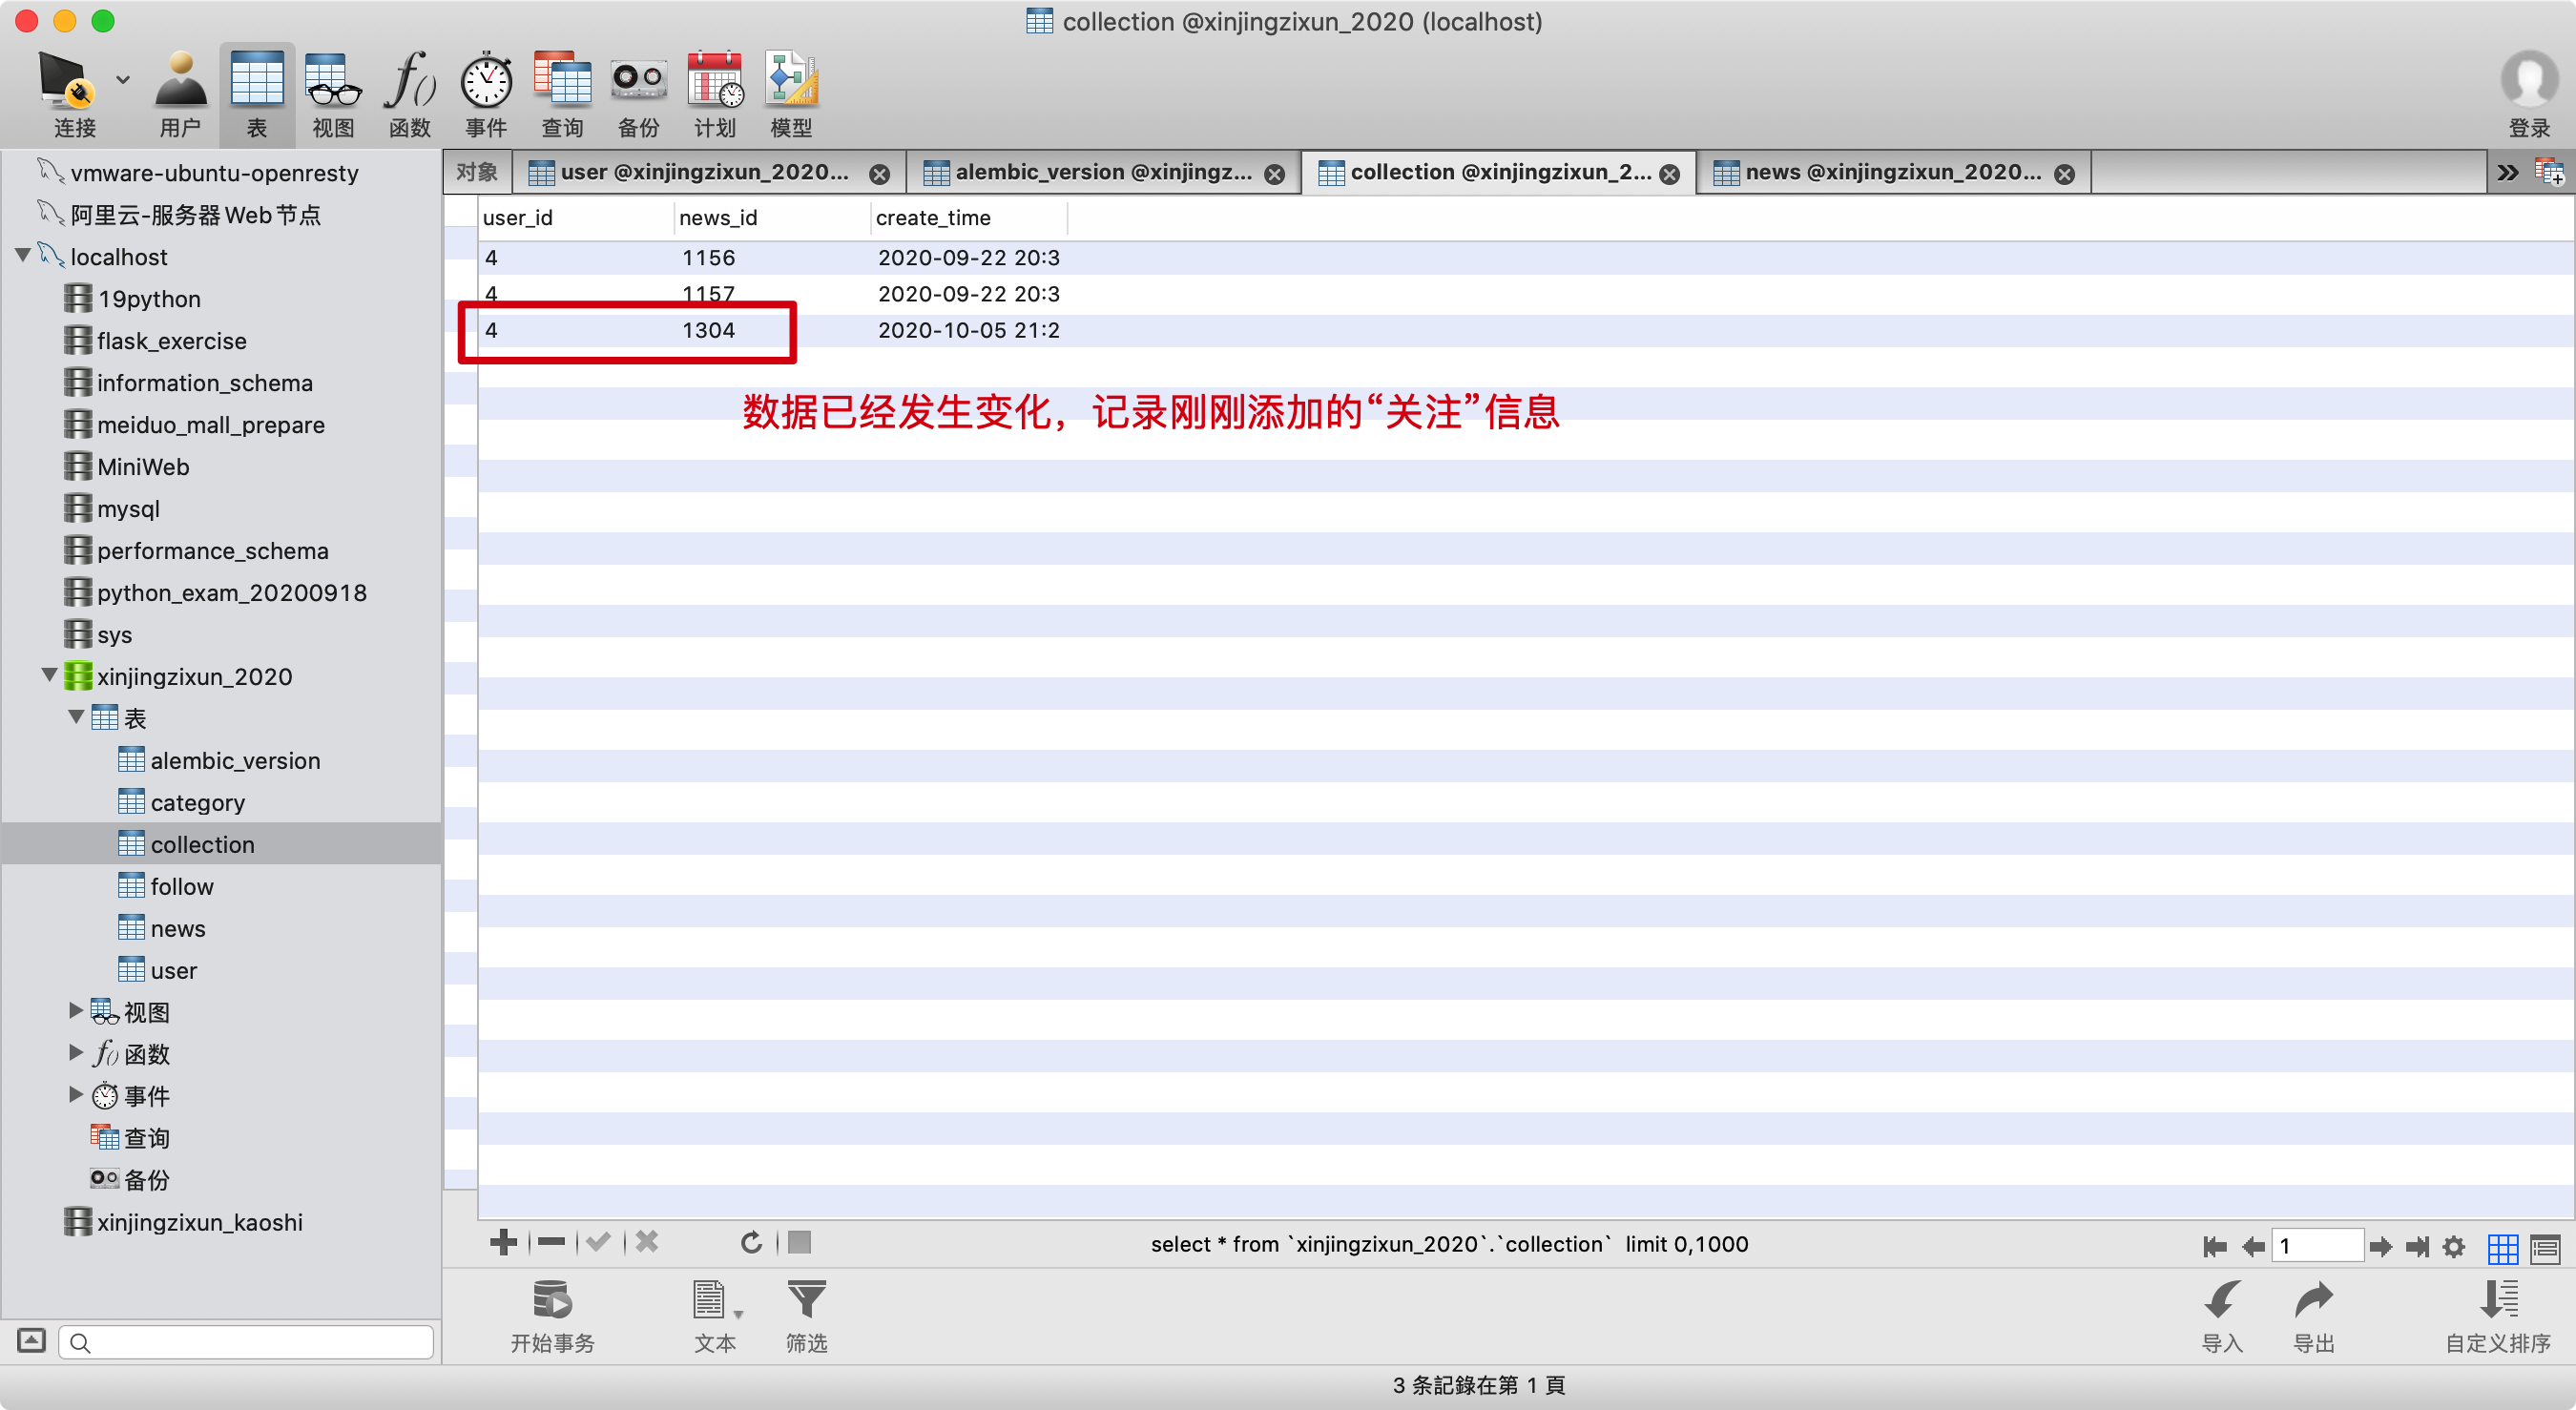 collection @xinjingzixun_2020 (localhost)
连接
用户
表
视图
函数
事件
查询
备份
计划
模型
登录
vmware-ubuntu-openresty
阿里云-服务器Web节点
localhost
19python
flask_exercise
information_schema
meiduo_mall_prepare
MiniWeb
mysql
performance_schema
python_exam_20200918
sys
xinjingzixun_2020
表
alembic_version
category
collection
follow
news
user
视图
函数
事件
查询
备份
xinjingzixun_kaoshi
对象
user @xinjingzixun_2020...
alembic_version @xinjingz...
collection @xinjingzixun_2...
news @xinjingzixun_2020...
user_id news_id create_time
4 1156 2020-09-22 20:3
4 1157 2020-09-22 20:3
4 1304 2020-10-05 21:2
数据已经发生变化，记录刚刚添加的“关注”信息
select * from `xinjingzixun_2020`.`collection` limit 0,1000
1
开始事务
文本
筛选
导入
导出
自定义排序
3 条記錄在第 1 頁